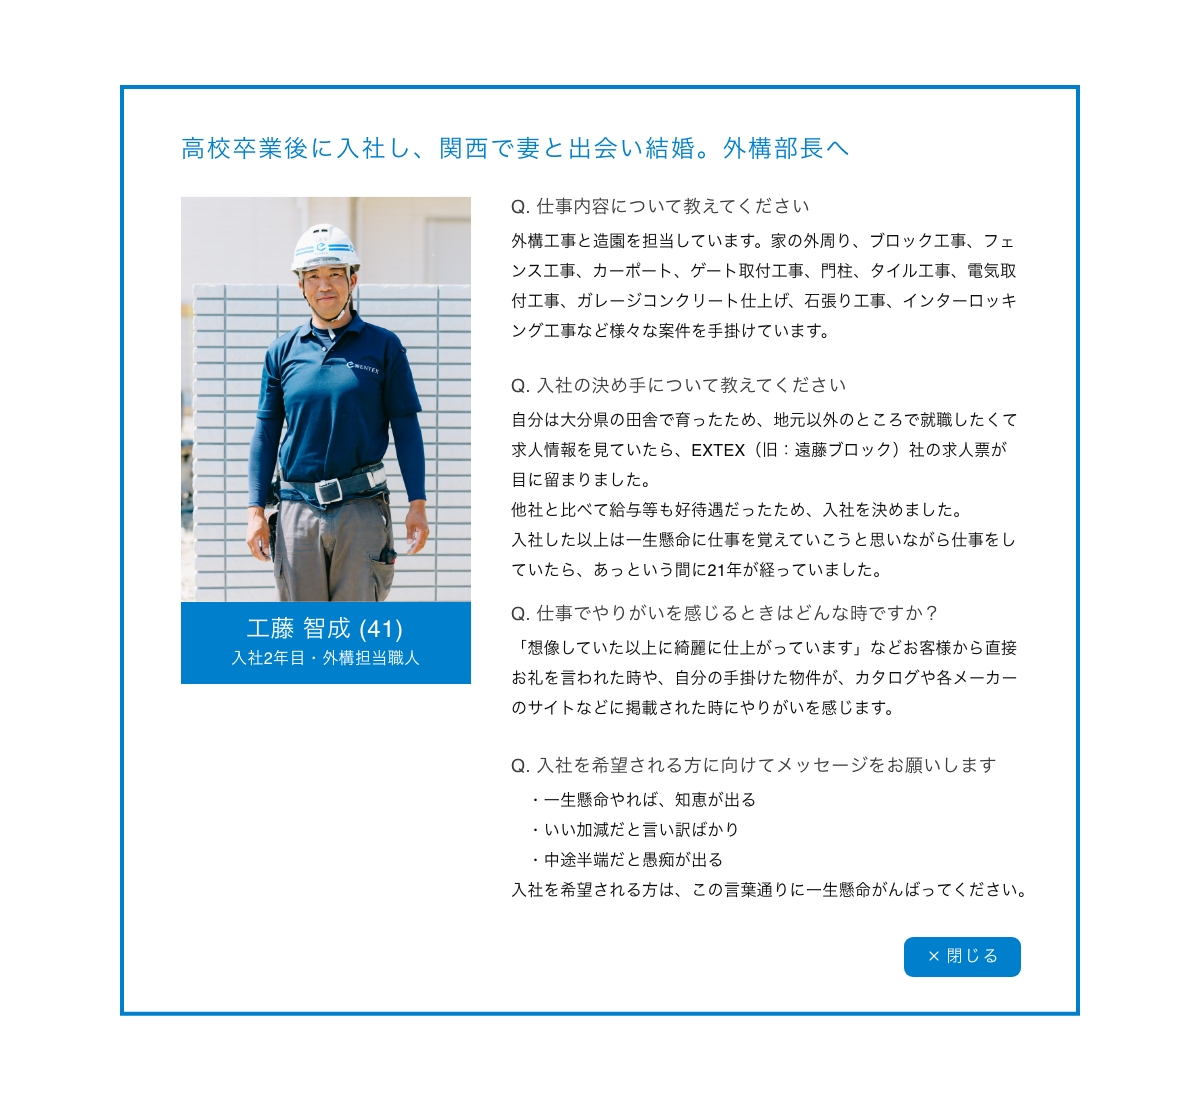 高校卒業後に入社し、関西で妻と出会い結婚。外構部長へ
工藤 智成 (41)
入社2年目・外構担当職人
Q. 仕事内容について教えてください
外構工事と造園を担当しています。家の外周り、ブロック工事、フェ
ンス工事、カーポート、ゲート取付工事、門柱、タイル工事、電気取
付工事、ガレージコンクリート仕上げ、石張り工事、インターロッキ
ング工事など様々な案件を手掛けています。
Q. 入社の決め手について教えてください
自分は大分県の田舎で育ったため、地元以外のところで就職したくて
求人情報を見ていたら、EXTEX（旧：遠藤ブロック）社の求人票が
目に留まりました。
他社と比べて給与等も好待遇だったため、入社を決めました。
入社した以上は一生懸命に仕事を覚えていこうと思いながら仕事をし
ていたら、あっという間に21年が経っていました。
Q. 仕事でやりがいを感じるときはどんな時ですか？
「想像していた以上に綺麗に仕上がっています」などお客様から直接
お礼を言われた時や、自分の手掛けた物件が、カタログや各メーカー
のサイトなどに掲載された時にやりがいを感じます。
Q. 入社を希望される方に向けてメッセージをお願いします
・一生懸命やれば、知恵が出る
・いい加減だと言い訳ばかり
・中途半端だと愚痴が出る
入社を希望される方は、この言葉通りに一生懸命がんばってください。
× 閉じる